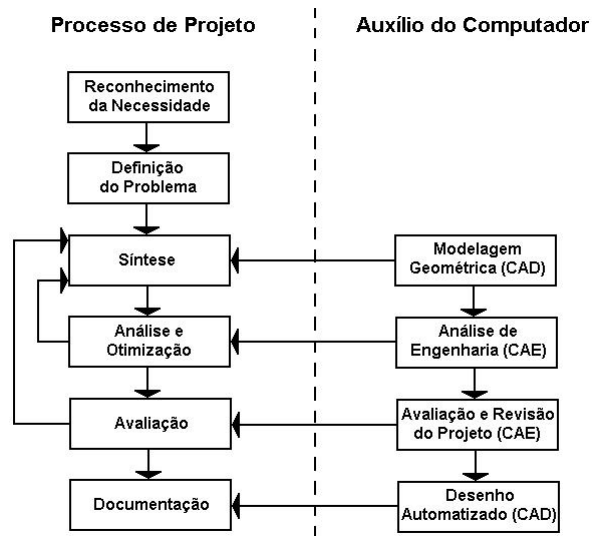 Processo de Projeto
Auxílio do Computador
Reconhecimento
da Necessidade
Definição
do Problema
Síntese
Modelagem
Geométrica (CAD)
Análise e
Otimização
Análise de
Engenharia (CAE)
Avaliação
Avaliação e Revisão
do Projeto (CAE)
Documentação
Desenho
Automatizado (CAD)